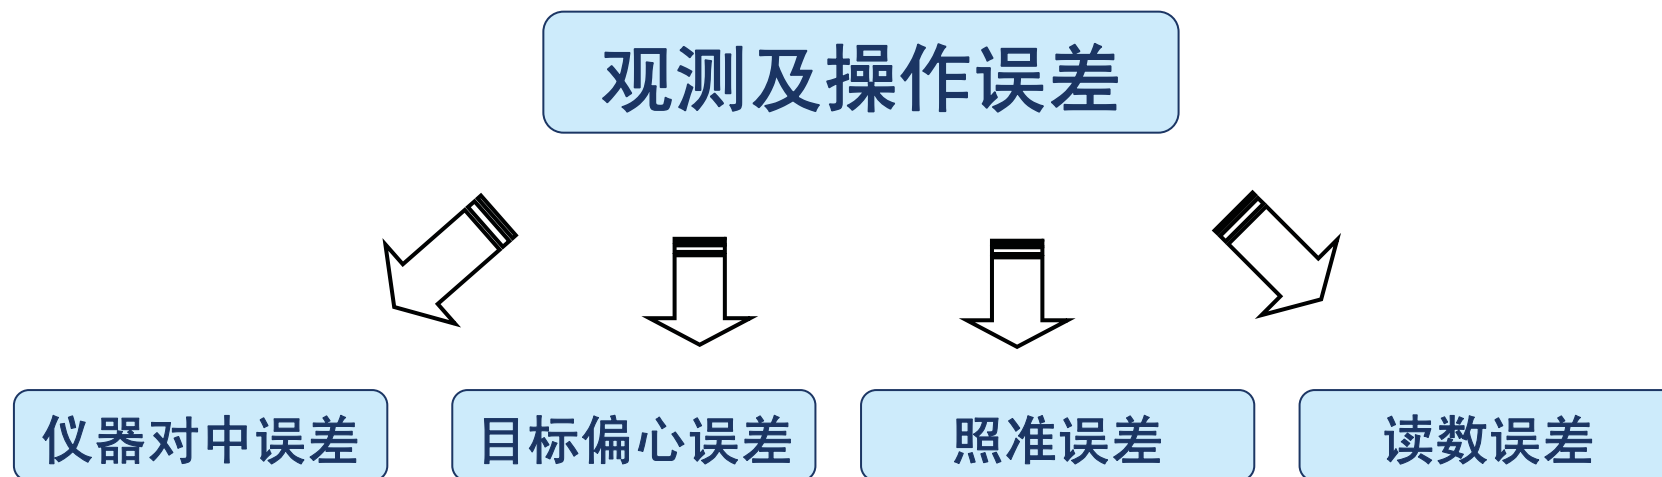 观测及操作误差
仪器对中误差
目标偏心误差
照准误差
读数误差